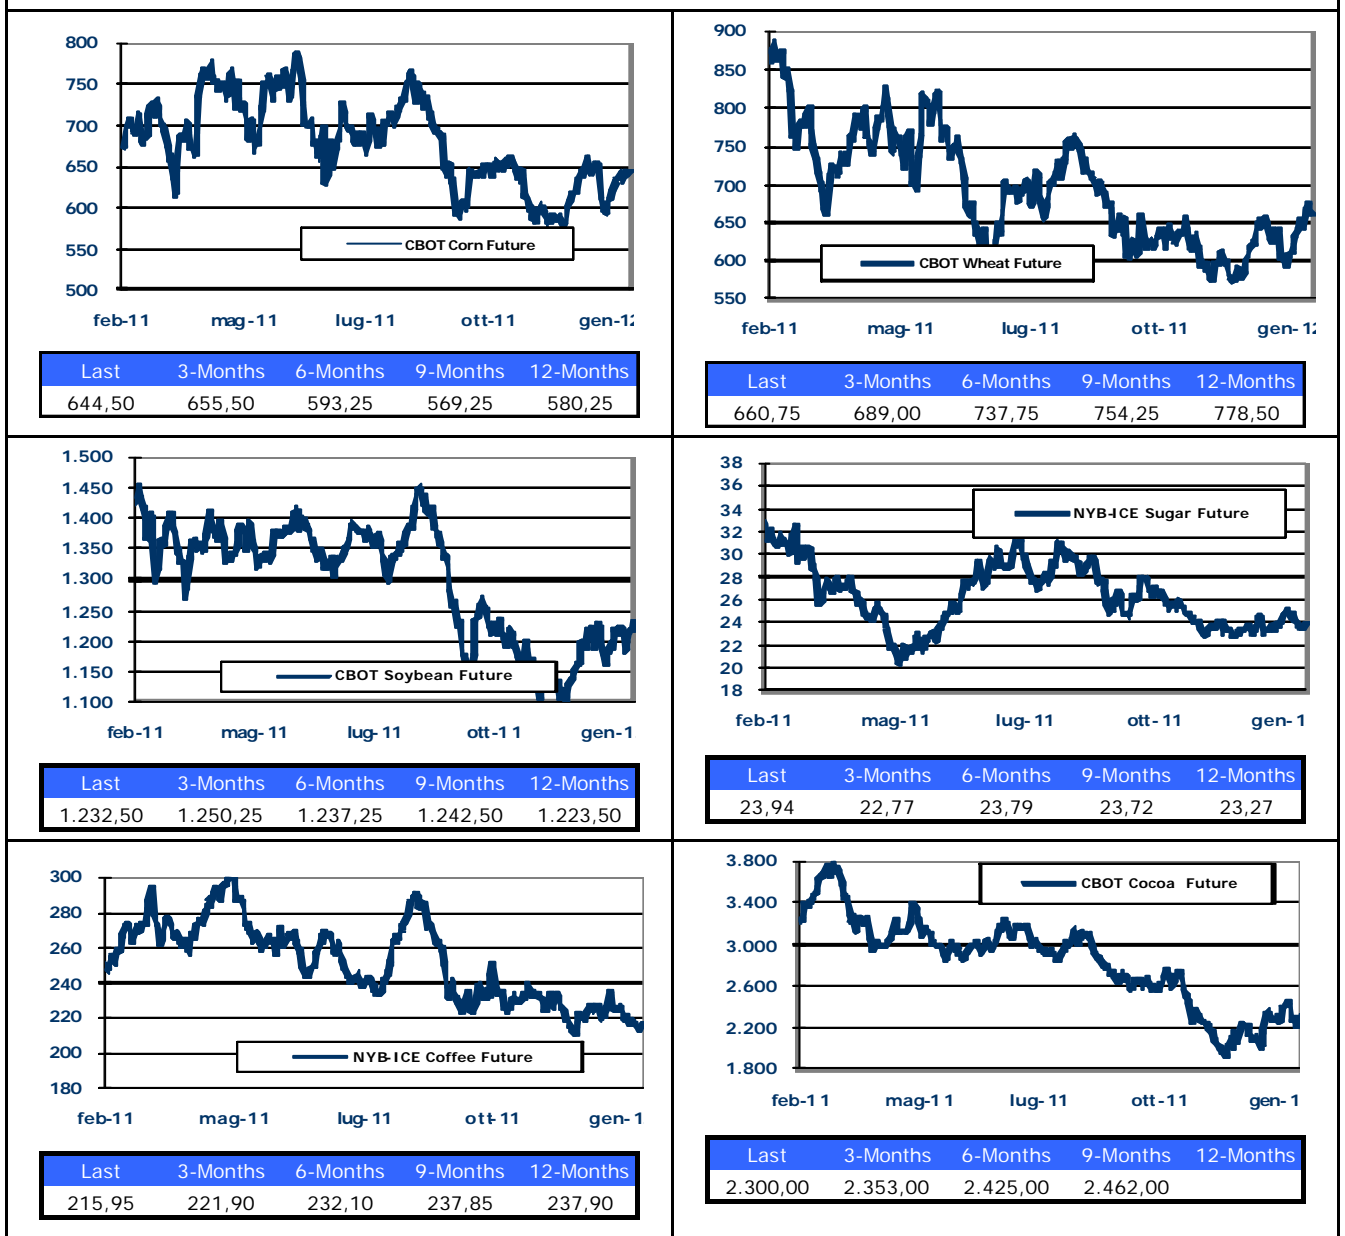 800
750
700
650
600
550
500
CBOT Corn Future
feb-11 mag-11 lug-11 ott-11 gen-12
Last 3-Months 6-Months 9-Months 12-Months
644,50 655,50 593,25 569,25 580,25
900
850
800
750
700
650
600
550
CBOT Wheat Future
feb-11 mag-11 lug-11 ott-11 gen-12
Last 3-Months 6-Months 9-Months 12-Months
660,75 689,00 737,75 754,25 778,50
1.500
1.450
1.400
1.350
1.300
1.250
1.200
1.150
1.100
CBOT Soybean Future
feb-11 mag-11 lug-11 ott-11 gen-1
Last 3-Months 6-Months 9-Months 12-Months
1.232,50 1.250,25 1.237,25 1.242,50 1.223,50
38
36
34
32
30
28
26
24
22
20
18
NYB-ICE Sugar Future
feb-11 mag-11 lug-11 ott-11 gen-1
Last 3-Months 6-Months 9-Months 12-Months
23,94 22,77 23,79 23,72 23,27
300
280
260
240
220
200
180
NYB-ICE Coffee Future
feb-11 mag-11 lug-11 ott-11 gen-1
Last 3-Months 6-Months 9-Months 12-Months
215,95 221,90 232,10 237,85 237,90
3.800
3.400
3.000
2.600
2.200
1.800
CBOT Cocoa Future
feb-11 mag-11 lug-11 ott-11 gen-1
Last 3-Months 6-Months 9-Months 12-Months
2.300,00 2.353,00 2.425,00 2.462,00